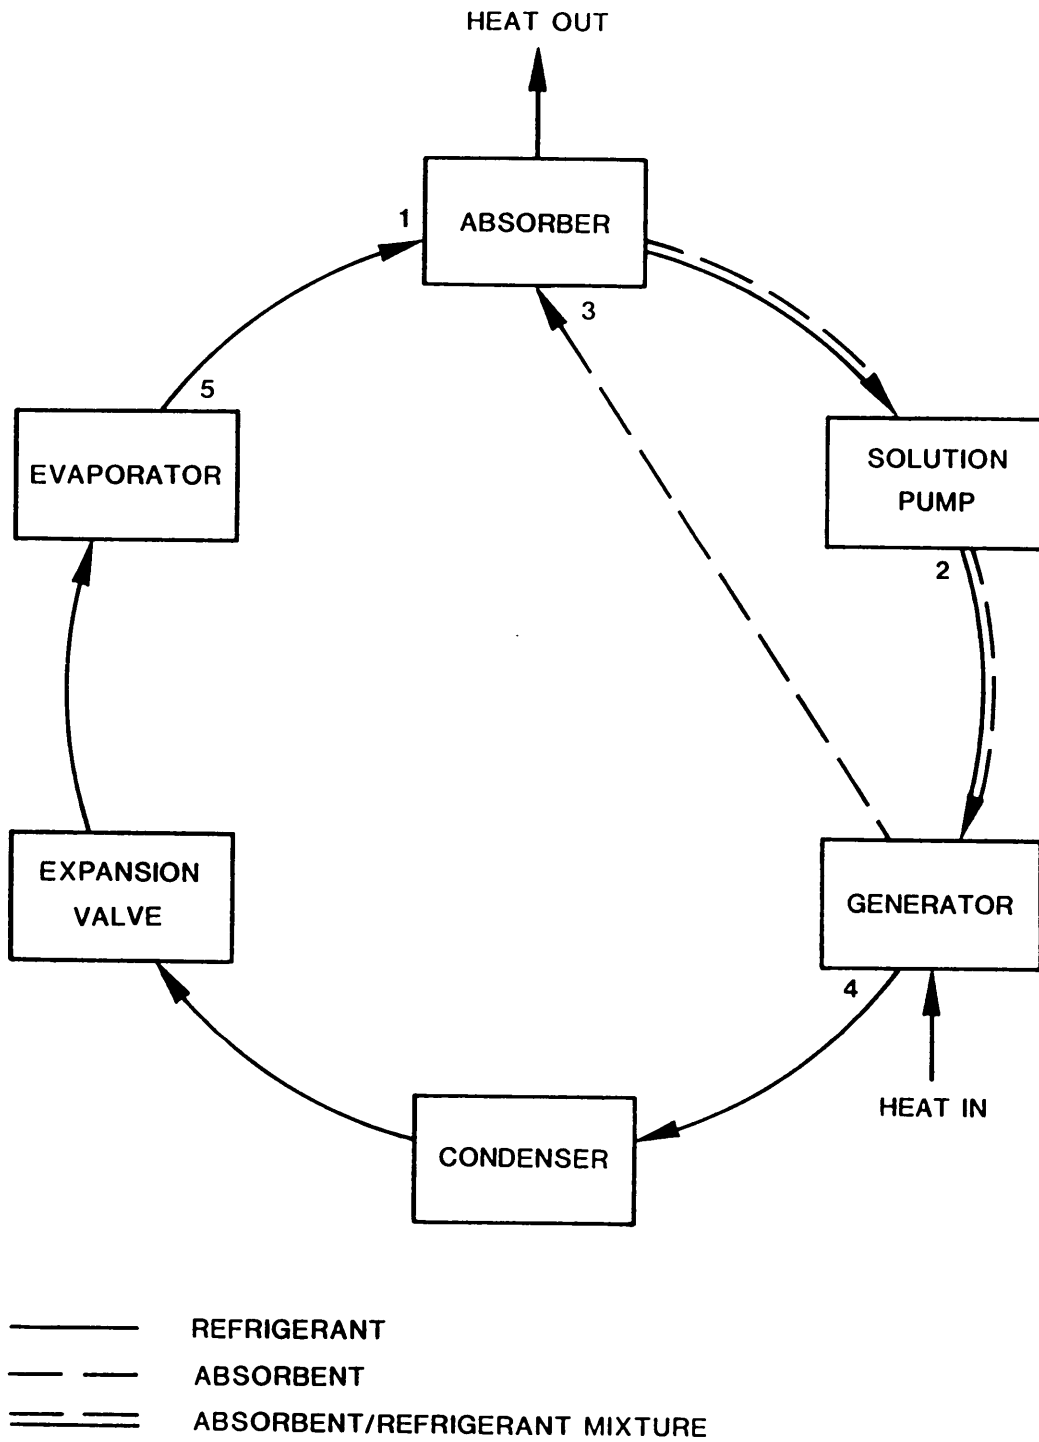 HEAT OUT
1
ABSORBER
3
5
EVAPORATOR
SOLUTION
PUMP
2
EXPANSION
VALVE
GENERATOR
4
HEAT IN
CONDENSER
REFRIGERANT
ABSORBENT
ABSORBENT/REFRIGERANT MIXTURE